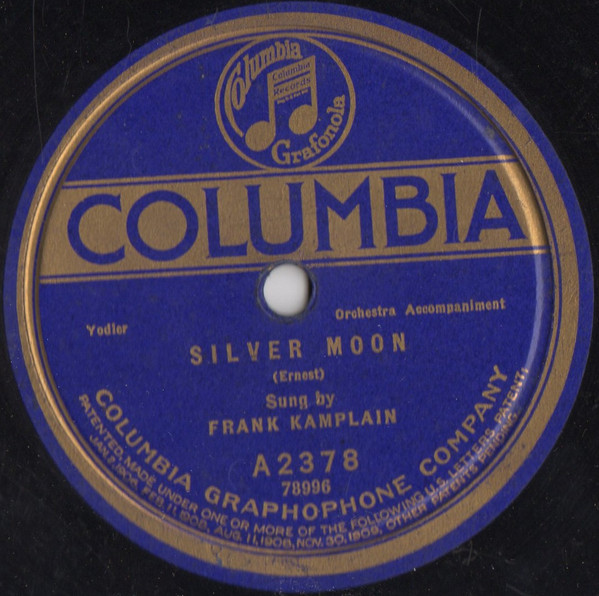 Columbia
Columbia
Records
Grafonola
COLUMBIA
Yodler
Orchestra Accompaniment
SILVER MOON
(Ernest)
Sung by
FRANK KAMPLAIN
A2378
78996
COLUMBIA GRAPHOPHONE COMPANY
PATENTED, MADE UNDER ONE OR MORE OF THE FOLLOWING U.S. LETTERS, PATENT:
JAN. 7, 1908, FEB. 11, 1908, AUG. 11, 1908, NOV. 30, 1909, OTHER PATENTS PENDING.